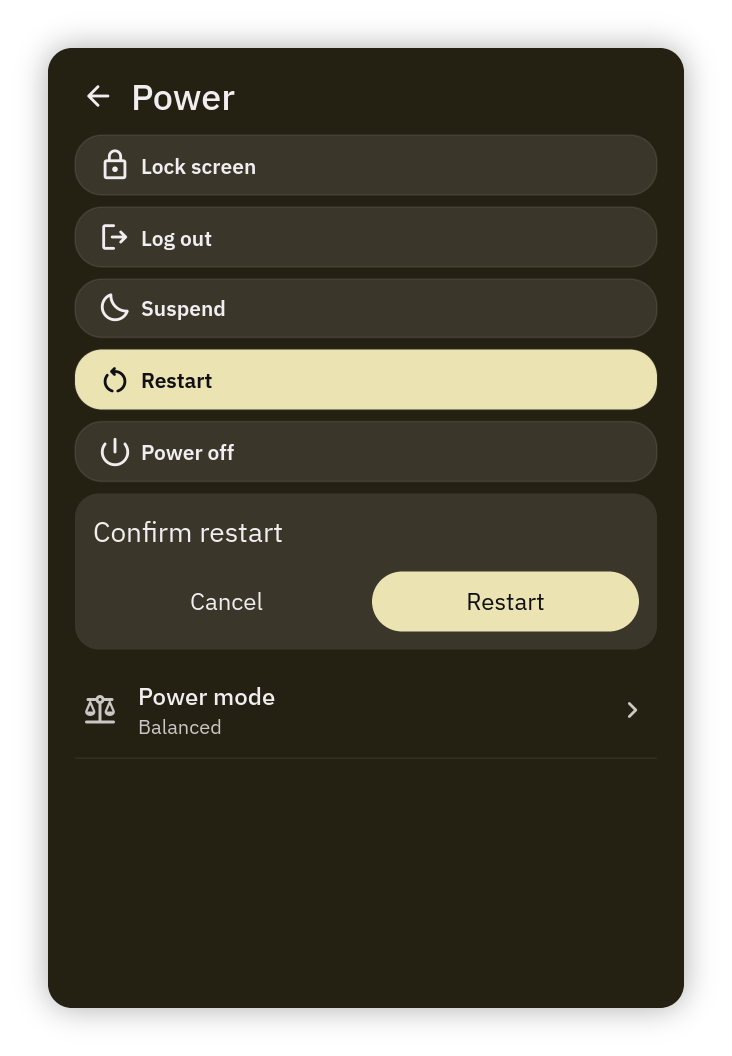 Power
Lock screen
Log out
Suspend
Restart
Power off
Confirm restart
Cancel
Restart
Power mode
Balanced